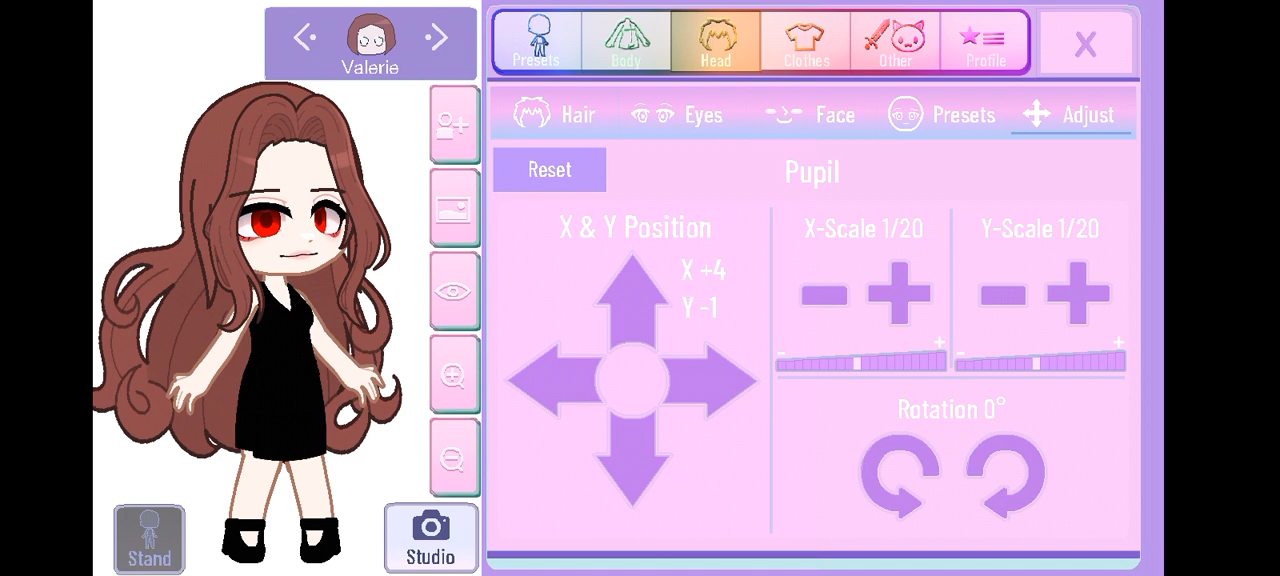 Valerie
Presets
Body
Head
Clothes
Other
Profile
X
Hair
Eyes
Face
Presets
Adjust
Reset
Pupil
X & Y Position
X +4
Y -1
X-Scale 1/20
Y-Scale 1/20
- +
- +
Rotation 0°
Stand
Studio